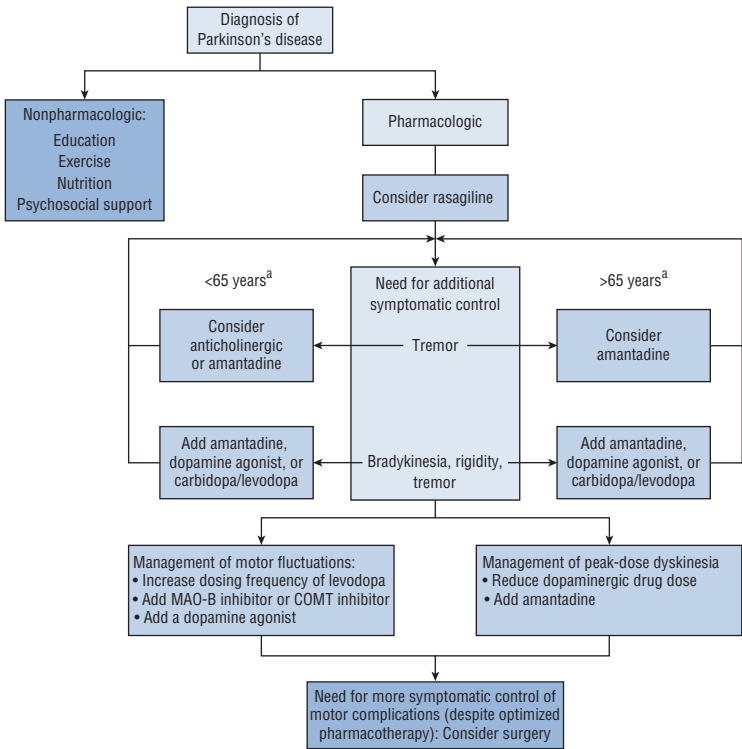 Diagnosis of
Parkinson's disease
Nonpharmacologic:
Education
Exercise
Nutrition
Psychosocial support
Pharmacologic
Consider rasagiline
<65 yearsᵃ
Need for additional
symptomatic control
>65 yearsᵃ
Consider
anticholinergic
or amantadine
Tremor
Consider
amantadine
Add amantadine,
dopamine agonist, or
carbidopa/levodopa
Bradykinesia, rigidity,
tremor
Add amantadine,
dopamine agonist, or
carbidopa/levodopa
Management of motor fluctuations:
• Increase dosing frequency of levodopa
• Add MAO-B inhibitor or COMT inhibitor
• Add a dopamine agonist
Management of peak-dose dyskinesia
• Reduce dopaminergic drug dose
• Add amantadine
Need for more symptomatic control of
motor complications (despite optimized
pharmacotherapy): Consider surgery